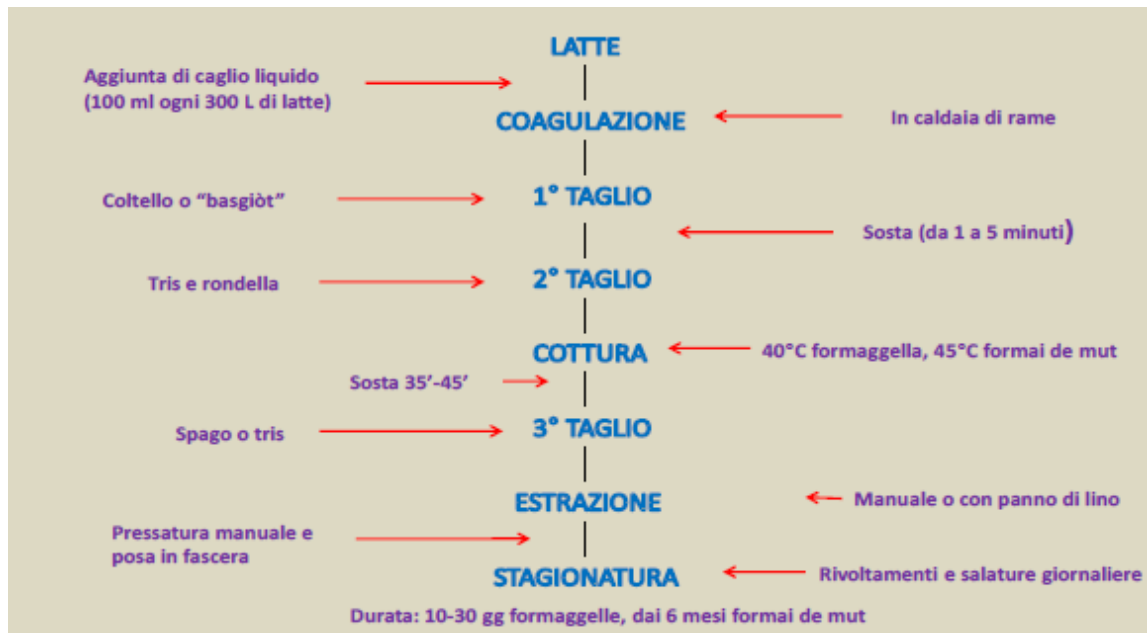 LATTE
Aggiunta di caglio liquido
(100 ml ogni 300 L di latte)
COAGULAZIONE
In caldaia di rame
Coltello o “basgiòt”
1° TAGLIO
Sosta (da 1 a 5 minuti)
Tris e rondella
2° TAGLIO
COTTURA
40°C formaggella, 45°C formai de mut
Sosta 35’-45’
Spago o tris
3° TAGLIO
ESTRAZIONE
Manuale o con panno di lino
Pressatura manuale e
posa in fascera
STAGIONATURA
Rivoltamenti e salature giornaliere
Durata: 10-30 gg formaggelle, dai 6 mesi formai de mut